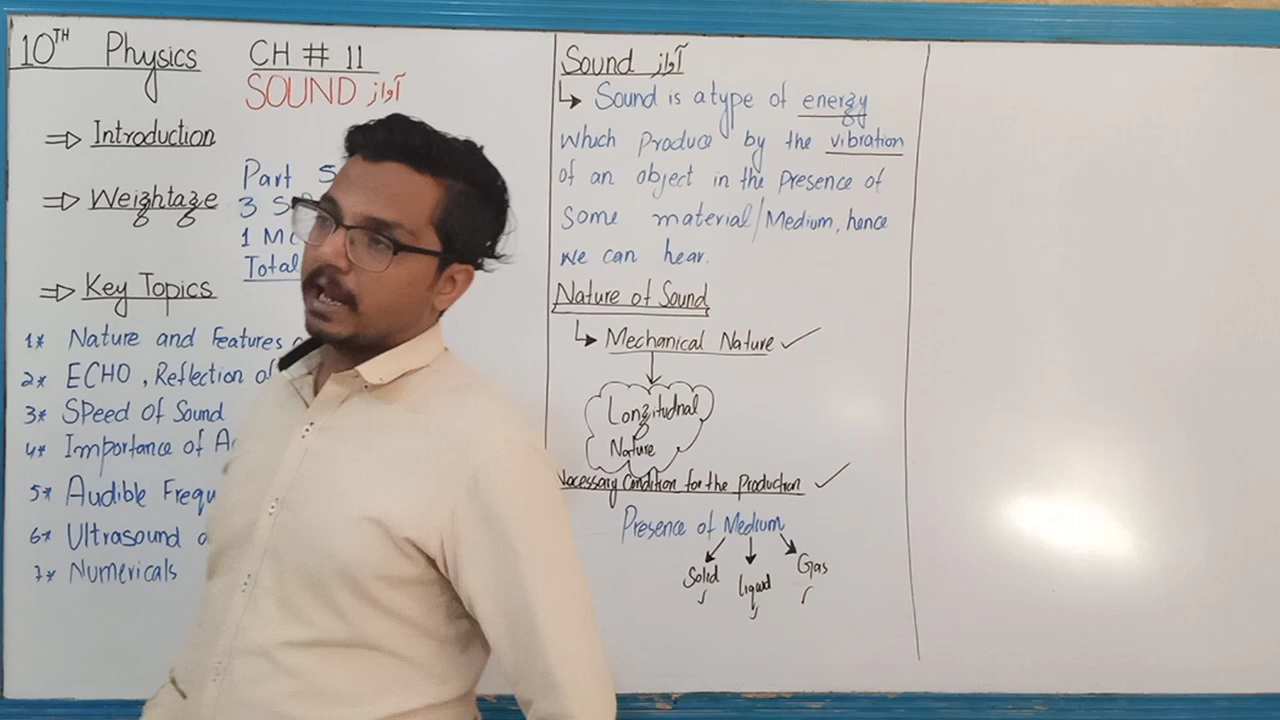 10TH Physics
CH # 11
SOUND آواز
⇒ Introduction
⇒ Weightage
Part
3
1
Total
⇒ Key Topics
1* Nature and Features
2* ECHO, Reflection of
3* Speed of Sound
4* Importance of
5* Audible
6* Ultrasound
7* Numericals
Sound آواز
↳ Sound is a type of energy
which produce by the vibration
of an object in the presence of
some material/Medium, hence
we can hear.
Nature of Sound
↳ Mechanical Nature ✓
Longitudnal
Nature
Necessary Condition for the Production ✓
Presence of Medium
Solid
liquid
Gas